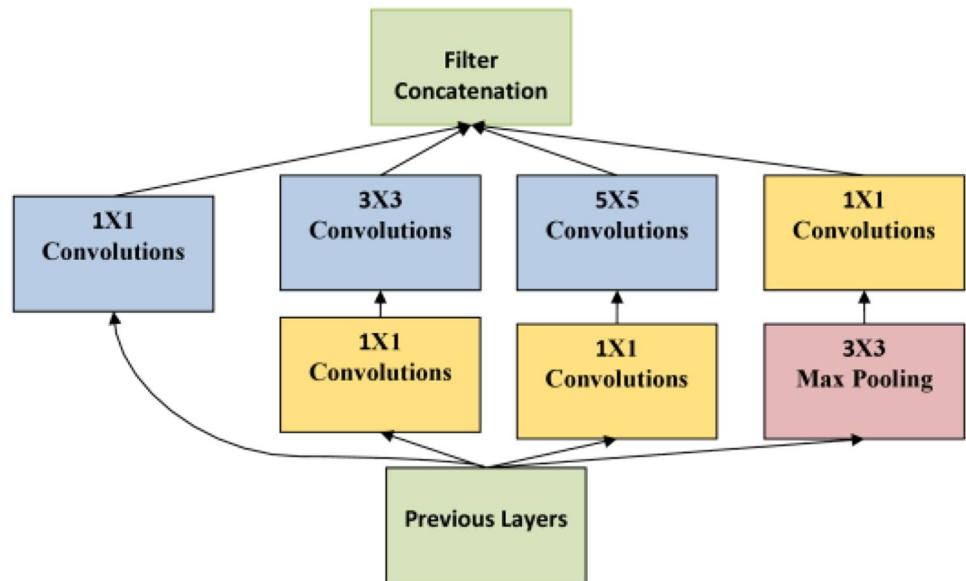 Filter
Concatenation
1X1
Convolutions
3X3
Convolutions
5X5
Convolutions
1X1
Convolutions
1X1
Convolutions
1X1
Convolutions
3X3
Max Pooling
Previous Layers